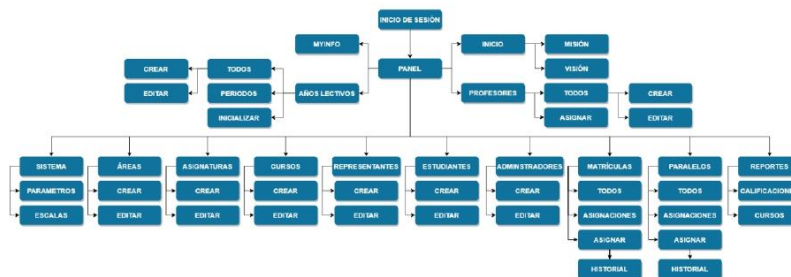 INICIO DE SESIÓN
MYINFO
INICIO
MISIÓN
CREAR
TODOS
PANEL
VISIÓN
EDITAR
PERIODOS
AÑOS LECTIVOS
PROFESORES
TODOS
CREAR
INICIALIZAR
ASIGNAR
EDITAR
SISTEMA
ÁREAS
ASIGNATURAS
CURSOS
REPRESENTANTES
ESTUDIANTES
ADMINSTRADORES
MATRÍCULAS
PARALELOS
REPORTES
PARAMETROS
CREAR
CREAR
CREAR
CREAR
CREAR
CREAR
TODOS
TODOS
CALIFICACIONE
ESCALAS
EDITAR
EDITAR
EDITAR
EDITAR
EDITAR
EDITAR
ASIGNACIONES
ASIGNACIONES
CURSOS
ASIGNAR
ASIGNAR
HISTORIAL
HISTORIAL